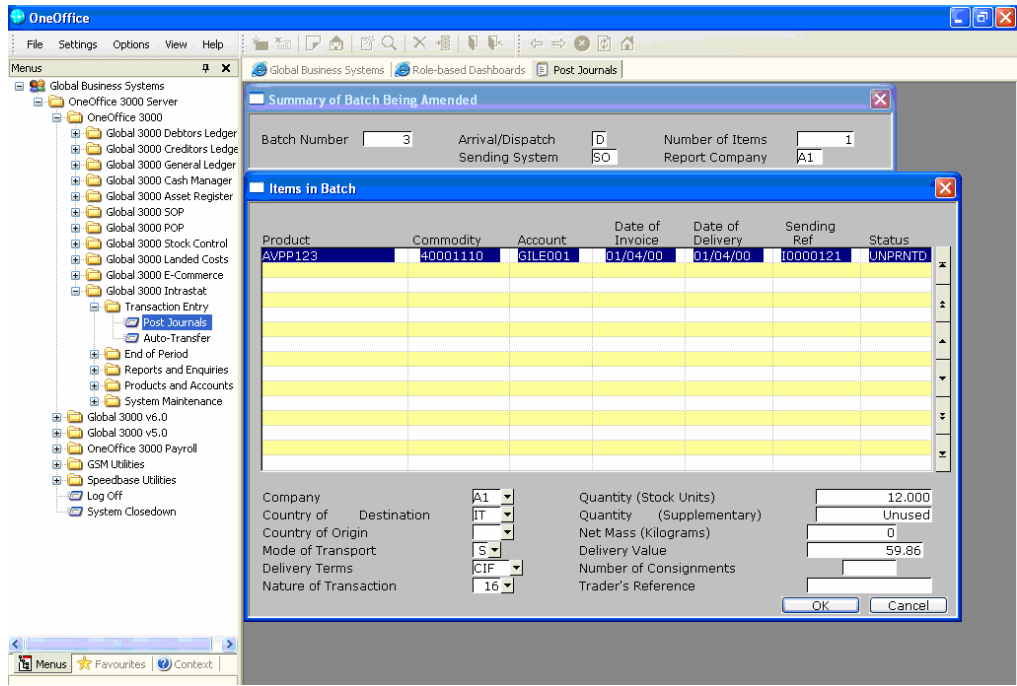 OneOffice
File Settings Options View Help
Menus
Global Business Systems
OneOffice 3000 Server
OneOffice 3000
Global 3000 Debtors Ledger
Global 3000 Creditors Ledge
Global 3000 General Ledger
Global 3000 Cash Manager
Global 3000 Asset Register
Global 3000 SOP
Global 3000 POP
Global 3000 Stock Control
Global 3000 Landed Costs
Global 3000 E-Commerce
Global 3000 Intrastat
Transaction Entry
Post Journals
Auto-Transfer
End of Period
Reports and Enquiries
Products and Accounts
System Maintenance
Global 3000 v6.0
Global 3000 v5.0
OneOffice 3000 Payroll
GSM Utilities
Speedbase Utilities
Log Off
System Closedown
Menus Favourites Context
Global Business Systems Role-based Dashboards Post Journals
Summary of Batch Being Amended
Batch Number 3 Arrival/Dispatch D Number of Items 1
Sending System SO Report Company A1
Items in Batch
Date of Date of Sending
Product Commodity Account Invoice Delivery Ref Status
AVPP123 40001110 GILE001 01/04/00 01/04/00 I0000121 UNPRNTD
Company A1 Quantity (Stock Units) 12.000
Country of Destination IT Quantity (Supplementary) Unused
Country of Origin Net Mass (Kilograms) 0
Mode of Transport S Delivery Value 59.86
Delivery Terms CIF Number of Consignments
Nature of Transaction 16 Trader's Reference
OK Cancel